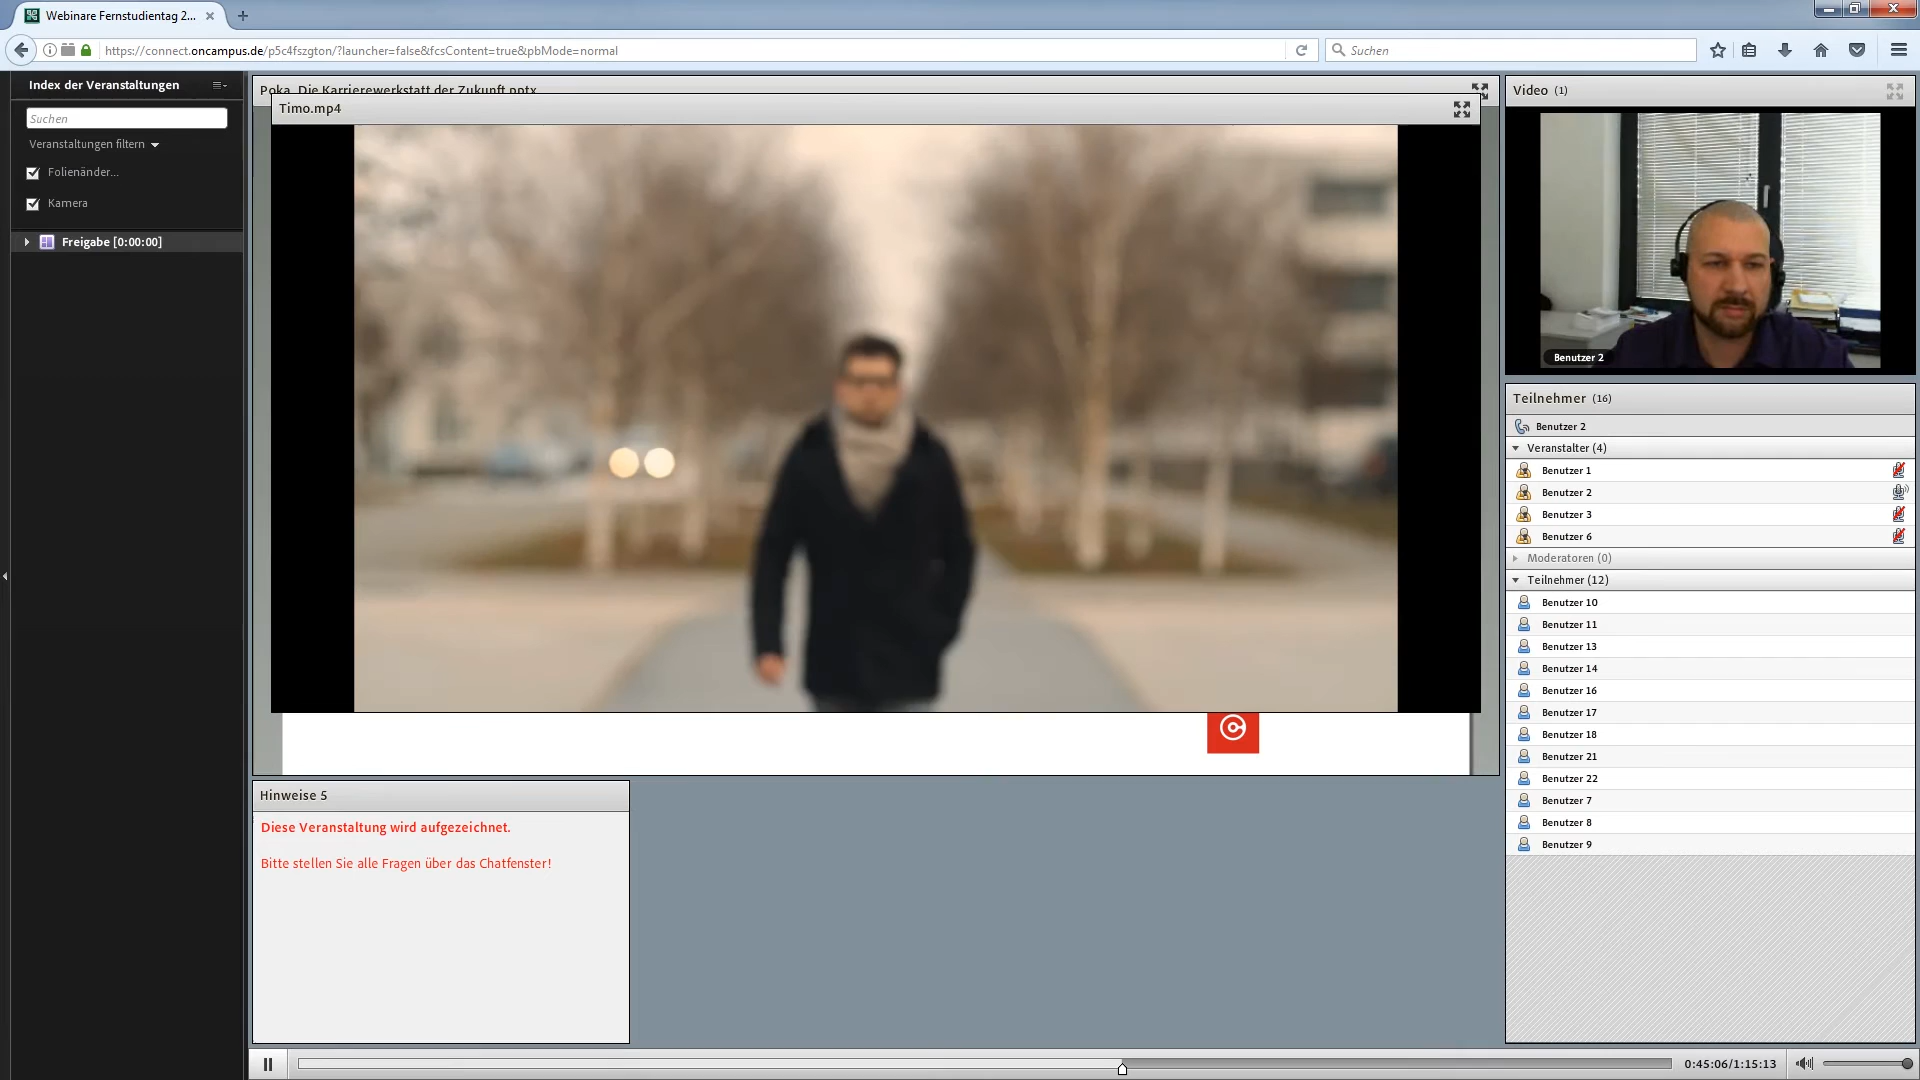 Webinare Fernstudientag 2...
https://connect.oncampus.de/p5c4fszgton/?launcher=false&fcsContent=true&pbMode=normal
Suchen
Index der Veranstaltungen
Suchen
Veranstaltungen filtern
Folienänder...
Kamera
Freigabe [0:00:00]
Poka_Die Karrierewerkstatt der Zukunft.pptx
Timo.mp4
Hinweise 5
Diese Veranstaltung wird aufgezeichnet.
Bitte stellen Sie alle Fragen über das Chatfenster!
Video (1)
Benutzer 2
Teilnehmer (16)
Benutzer 2
Veranstalter (4)
Benutzer 1
Benutzer 2
Benutzer 3
Benutzer 6
Moderatoren (0)
Teilnehmer (12)
Benutzer 10
Benutzer 11
Benutzer 13
Benutzer 14
Benutzer 16
Benutzer 17
Benutzer 18
Benutzer 21
Benutzer 22
Benutzer 7
Benutzer 8
Benutzer 9
0:45:06/1:15:13